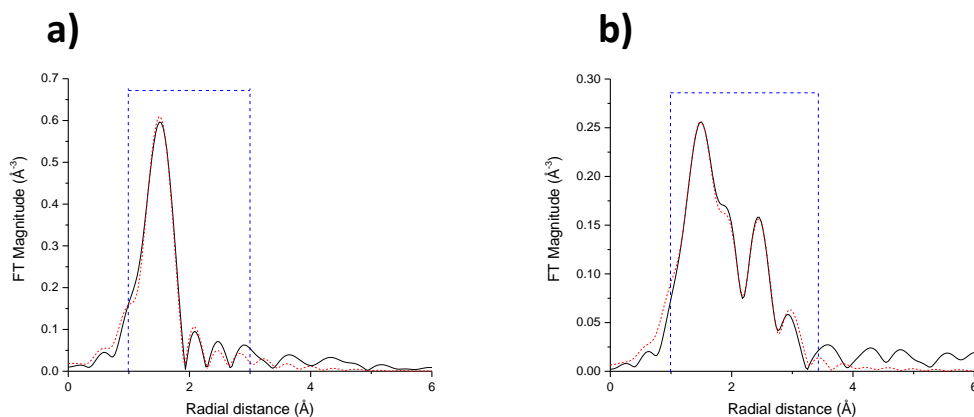 a)
b)
0.7
0.6
0.5
0.4
0.3
0.2
0.1
0.0
FT Magnitude (Å⁻³)
0 2 4 6
Radial distance (Å)
0.30
0.25
0.20
0.15
0.10
0.05
0.00
FT Magnitude (Å⁻³)
0 2 4 6
Radial distance (Å)